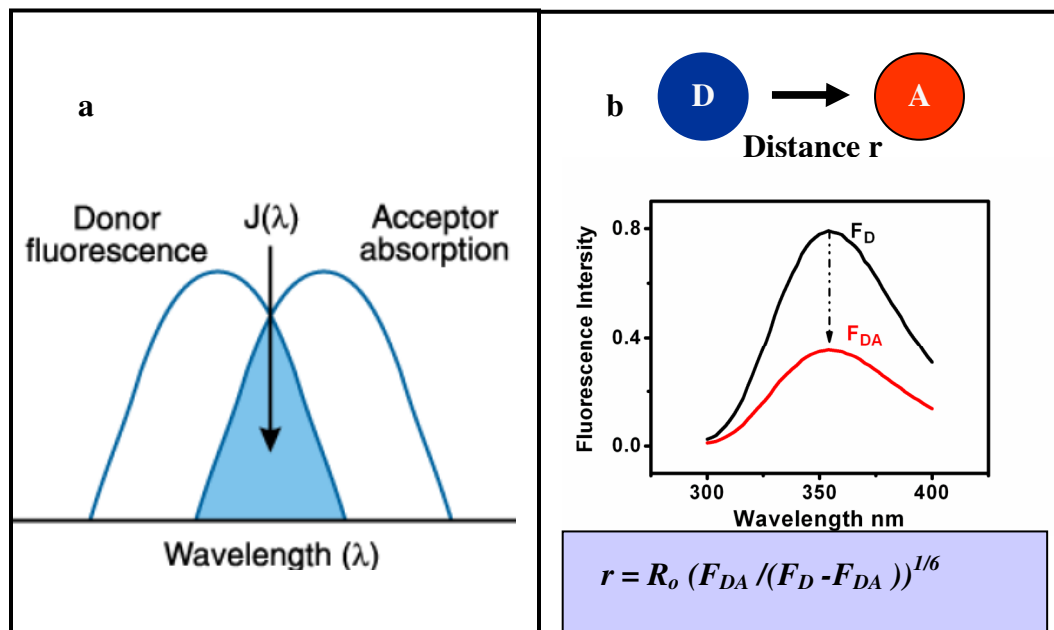 a
Donor
fluorescence
J(λ)
Acceptor
absorption
Wavelength (λ)
b
D
A
Distance r
Fluorescence Intersity
0.8
0.4
0.0
F_D
F_DA
300
350
400
Wavelength nm
r = R_o (F_DA /(F_D -F_DA ))^1/6